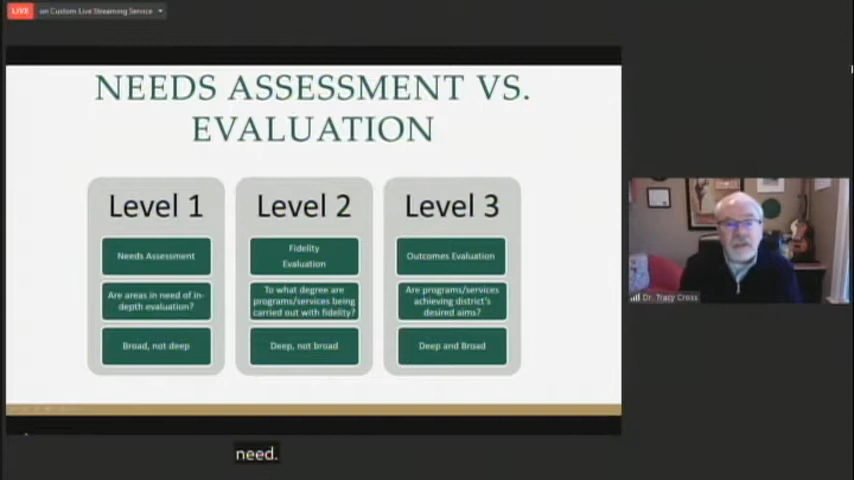 LIVE on Custom Live Streaming Service
NEEDS ASSESSMENT VS.
EVALUATION
Level 1
Needs Assessment
Are areas in need of in-
depth evaluation?
Broad, not deep
Level 2
Fidelity
Evaluation
To what degree are
programs/services being
carried out with fidelity?
Deep, not broad
Level 3
Outcomes Evaluation
Are programs/services
achieving district's
desired aims?
Deep and Broad
Dr. Tracy Cross
need.